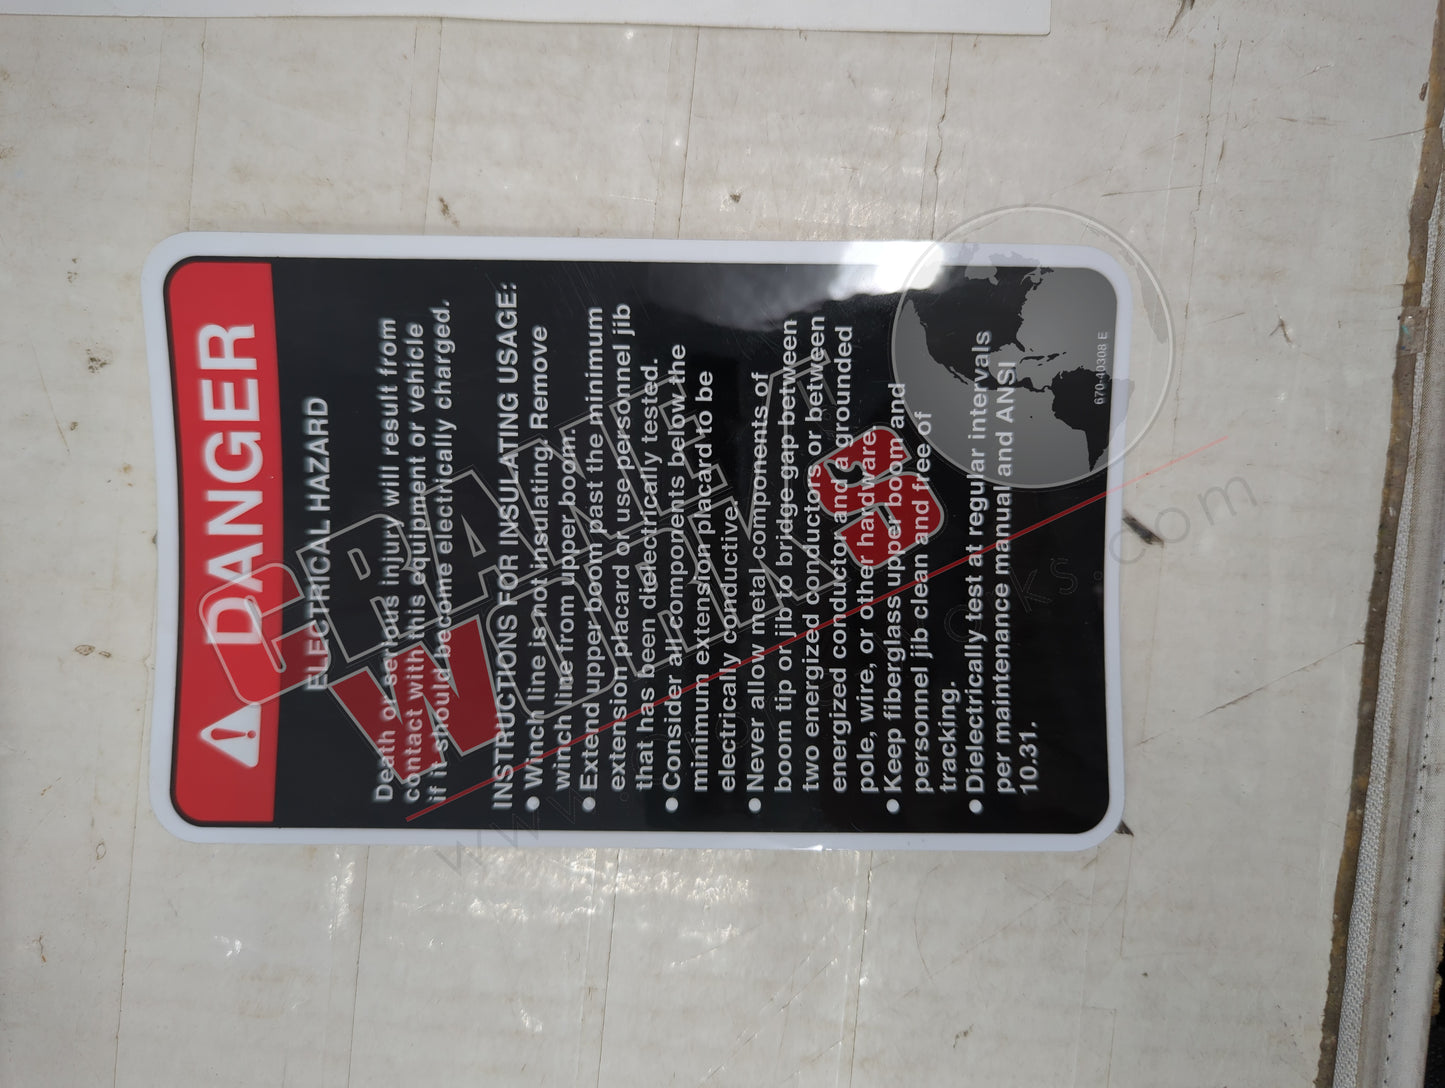 DANGER
ELECTRICAL HAZARD
Death or serious injury will result from
contact with this equipment or vehicle
if it should become electrically charged.
INSTRUCTIONS FOR INSULATING USAGE:
● Winch line is not insulating. Remove
winch line from upper boom.
● Extend upper boom past the minimum
extension placard or use personnel jib
that has been dielectrically tested.
● Consider all components below the
minimum extension placard to be
electrically conductive.
● Never allow metal components of
boom tip or jib to bridge gap between
two energized conductors or between
energized conductor and a grounded
pole, wire, or other hardware.
● Keep fiberglass upper boom and
personnel jib clean and free of
tracking.
● Dielectrically test at regular intervals
per maintenance manual and ANSI
10.31.
670-40308 E
CRANE
WORKS
www.craneworks.com